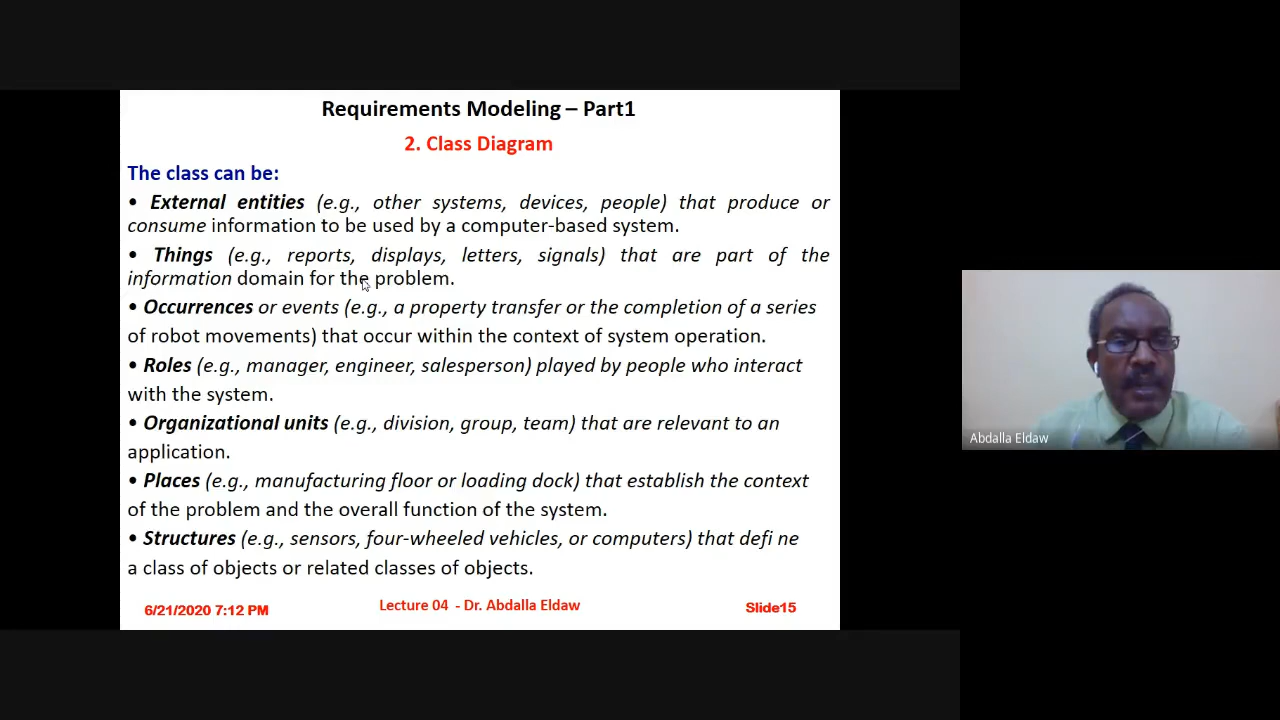 Requirements Modeling – Part1
2. Class Diagram
The class can be:
• External entities (e.g., other systems, devices, people) that produce or
consume information to be used by a computer-based system.
• Things (e.g., reports, displays, letters, signals) that are part of the
information domain for the problem.
• Occurrences or events (e.g., a property transfer or the completion of a series
of robot movements) that occur within the context of system operation.
• Roles (e.g., manager, engineer, salesperson) played by people who interact
with the system.
• Organizational units (e.g., division, group, team) that are relevant to an
application.
• Places (e.g., manufacturing floor or loading dock) that establish the context
of the problem and the overall function of the system.
• Structures (e.g., sensors, four-wheeled vehicles, or computers) that defi ne
a class of objects or related classes of objects.
6/21/2020 7:12 PM
Lecture 04 - Dr. Abdalla Eldaw
Slide15
Abdalla Eldaw